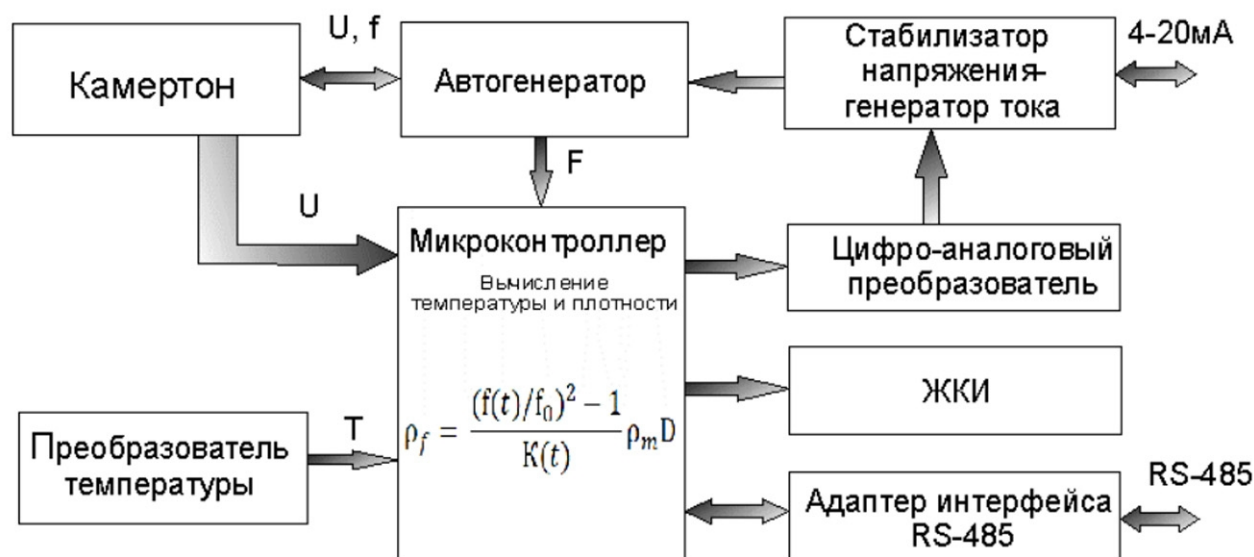 U, f
4-20мА
Камертон
Автогенератор
Стабилизатор
напряжения-
генератор тока
F
U
Микроконтроллер
Вычисление
температуры и плотности
ρ_f = ((f(t)/f₀)² − 1)/K(t) ρ_m D
Цифро-аналоговый
преобразователь
ЖКИ
Преобразователь
температуры
T
Адаптер интерфейса
RS-485
RS-485